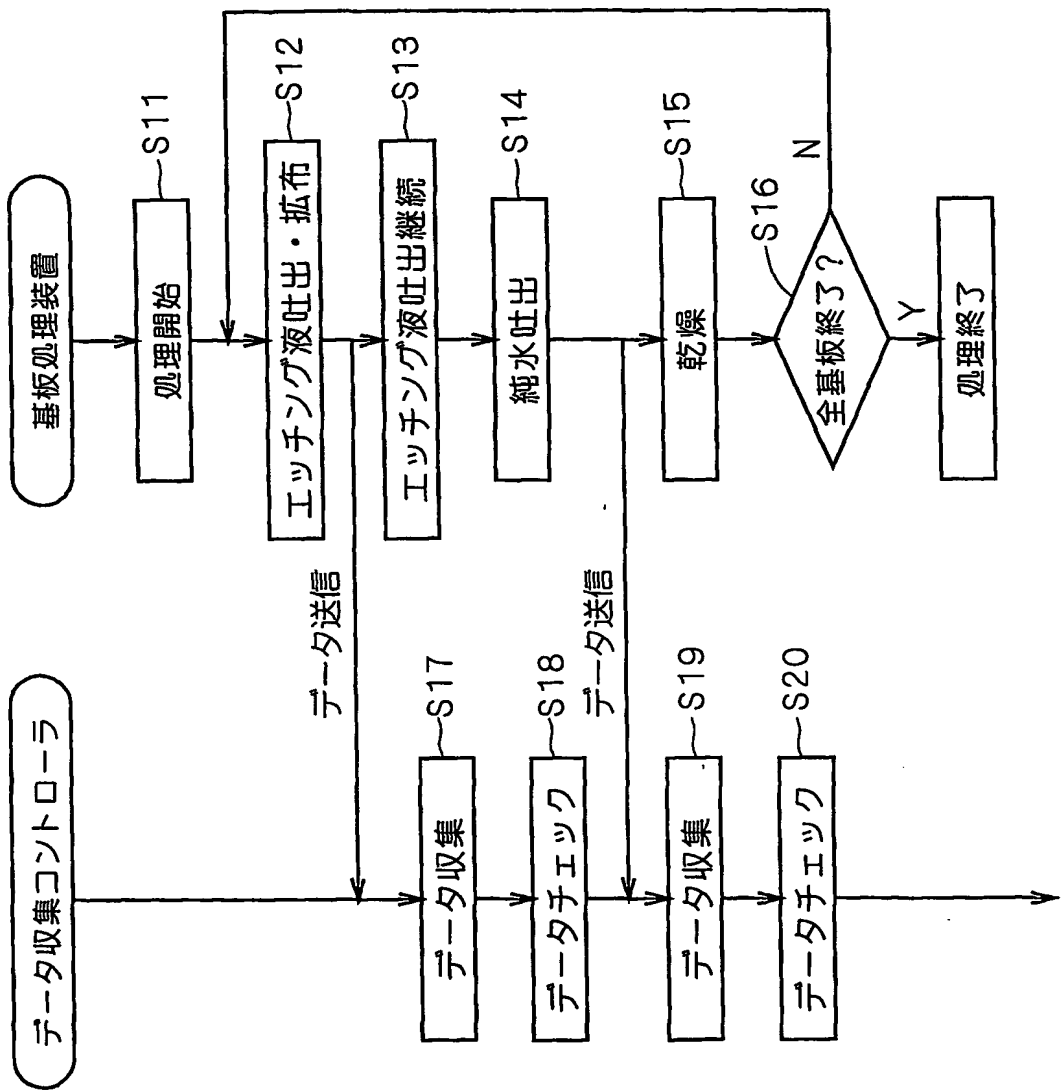 基板処理装置
処理開始
S11
エッチング液吐出・拡布
S12
エッチング液吐出継続
S13
純水吐出
S14
乾燥
S15
全基板終了?
S16
N
Y
処理終了
データ収集コントローラ
データ送信
データ収集
S17
データチェック
S18
データ送信
データ収集
S19
データチェック
S20